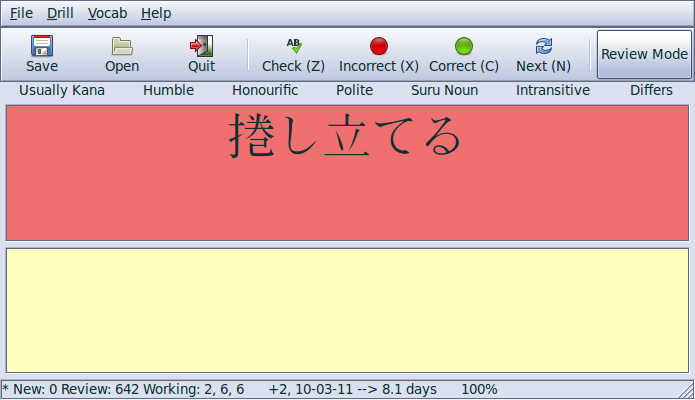 File Drill Vocab Help
Save Open Quit Check (Z) Incorrect (X) Correct (C) Next (N) Review Mode
Usually Kana Humble Honourific Polite Suru Noun Intransitive Differs
捲し立てる
* New: 0 Review: 642 Working: 2, 6, 6 +2, 10-03-11 --> 8.1 days 100%